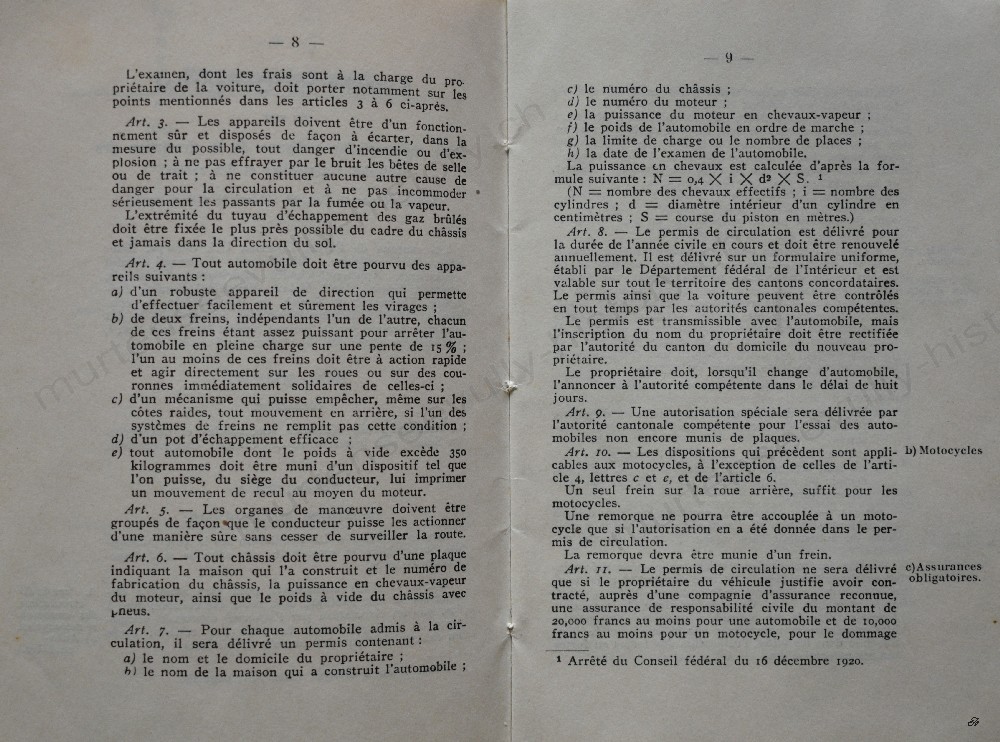 — 8 —
L'examen, dont les frais sont à la charge du pro-
priétaire de la voiture, doit porter notamment sur les
points mentionnés dans les articles 3 à 6 ci-après.
Art. 3. — Les appareils doivent être d'un fonction-
nement sûr et disposés de façon à écarter, dans la
mesure du possible, tout danger d'incendie ou d'ex-
plosion ; à ne pas effrayer par le bruit les bêtes de selle
ou de trait ; à ne constituer aucune autre cause de
danger pour la circulation et à ne pas incommoder
sérieusement les passants par la fumée ou la vapeur.
L'extrémité du tuyau d'échappement des gaz brûlés
doit être fixée le plus près possible du cadre du châssis
et jamais dans la direction du sol.
Art. 4. — Tout automobile doit être pourvu des appa-
reils suivants :
a) d'un robuste appareil de direction qui permette
d'effectuer facilement et sûrement les virages ;
b) de deux freins, indépendants l'un de l'autre, chacun
de ces freins étant assez puissant pour arrêter l'au-
tomobile en pleine charge sur une pente de 15 % ;
l'un au moins de ces freins doit être à action rapide
et agir directement sur les roues ou sur des cou-
ronnes immédiatement solidaires de celles-ci ;
c) d'un mécanisme qui puisse empêcher, même sur les
côtes raides, tout mouvement en arrière, si l'un des
systèmes de freins ne remplit pas cette condition ;
d) d'un pot d'échappement efficace ;
e) tout automobile dont le poids à vide excède 350
kilogrammes doit être muni d'un dispositif tel que
l'on puisse, du siège du conducteur, lui imprimer
un mouvement de recul au moyen du moteur.
Art. 5. — Les organes de manœuvre doivent être
groupés de façon que le conducteur puisse les actionner
d'une manière sûre sans cesser de surveiller la route.
Art. 6. — Tout châssis doit être pourvu d'une plaque
indiquant la maison qui l'a construit et le numéro de
fabrication du châssis, la puissance en chevaux-vapeur
du moteur, ainsi que le poids à vide du châssis avec
pneus.
Art. 7. — Pour chaque automobile admis à la cir-
culation, il sera délivré un permis contenant :
a) le nom et le domicile du propriétaire ;
b) le nom de la maison qui a construit l'automobile ;
— 9 —
c) le numéro du châssis ;
d) le numéro du moteur ;
e) la puissance du moteur en chevaux-vapeur ;
f) le poids de l'automobile en ordre de marche ;
g) la limite de charge ou le nombre de places ;
h) la date de l'examen de l'automobile.
La puissance en chevaux est calculée d'après la for-
mule suivante : N = 0,4 X i X d² X S. ¹
(N = nombre des chevaux effectifs ; i = nombre des
cylindres ; d = diamètre intérieur d'un cylindre en
centimètres ; S = course du piston en mètres.)
Art. 8. — Le permis de circulation est délivré pour
la durée de l'année civile en cours et doit être renouvelé
annuellement. Il est délivré sur un formulaire uniforme,
établi par le Département fédéral de l'Intérieur et est
valable sur tout le territoire des cantons concordataires.
Le permis ainsi que la voiture peuvent être contrôlés
en tout temps par les autorités cantonales compétentes.
Le permis est transmissible avec l'automobile, mais
l'inscription du nom du propriétaire doit être rectifiée
par l'autorité du canton du domicile du nouveau pro-
priétaire.
Le propriétaire doit, lorsqu'il change d'automobile,
l'annoncer à l'autorité compétente dans le délai de huit
jours.
Art. 9. — Une autorisation spéciale sera délivrée par
l'autorité cantonale compétente pour l'essai des auto-
mobiles non encore munis de plaques.
Art. 10. — Les dispositions qui précèdent sont appli-
cables aux motocycles, à l'exception de celles de l'arti-
cle 4, lettres c et e, et de l'article 6.
b) Motocycles
Un seul frein sur la roue arrière, suffit pour les
motocycles.
Une remorque ne pourra être accouplée à un moto-
cycle que si l'autorisation en a été donnée dans le per-
mis de circulation.
La remorque devra être munie d'un frein.
Art. 11. — Le permis de circulation ne sera délivré
que si le propriétaire du véhicule justifie avoir con-
tracté, auprès d'une compagnie d'assurance reconnue,
une assurance de responsabilité civile du montant de
20,000 francs au moins pour une automobile et de 10,000
francs au moins pour un motocycle, pour le dommage
c) Assurances
obligatoires.
¹ Arrêté du Conseil fédéral du 16 décembre 1920.